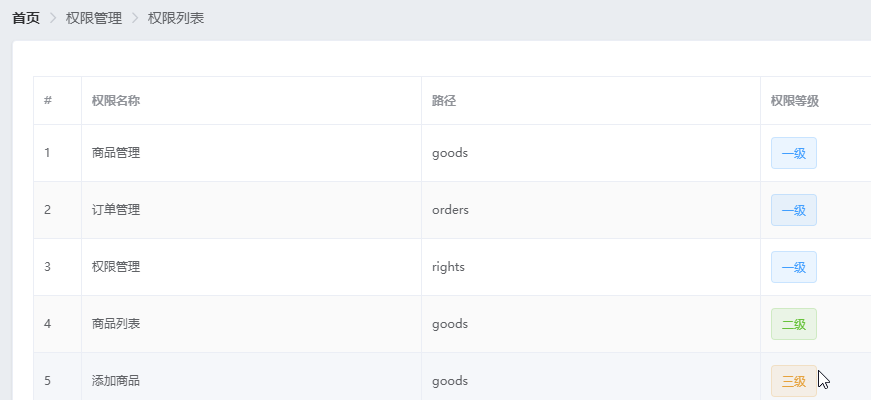 首页 > 权限管理 > 权限列表
# 权限名称 路径 权限等级
1 商品管理 goods 一级
2 订单管理 orders 一级
3 权限管理 rights 一级
4 商品列表 goods 二级
5 添加商品 goods 三级